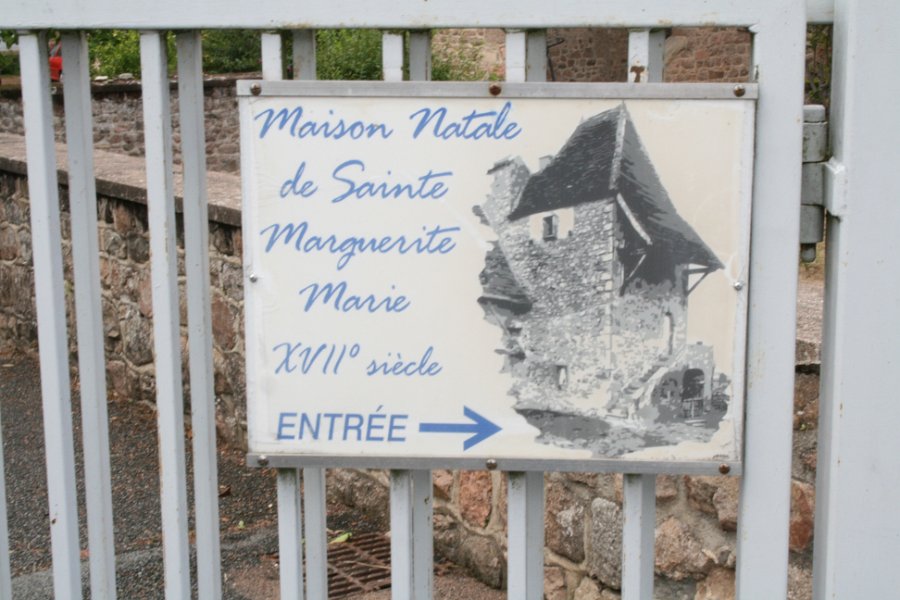 Maison Natale
de Sainte
Marguerite
Marie
XVII° siècle
ENTRÉE